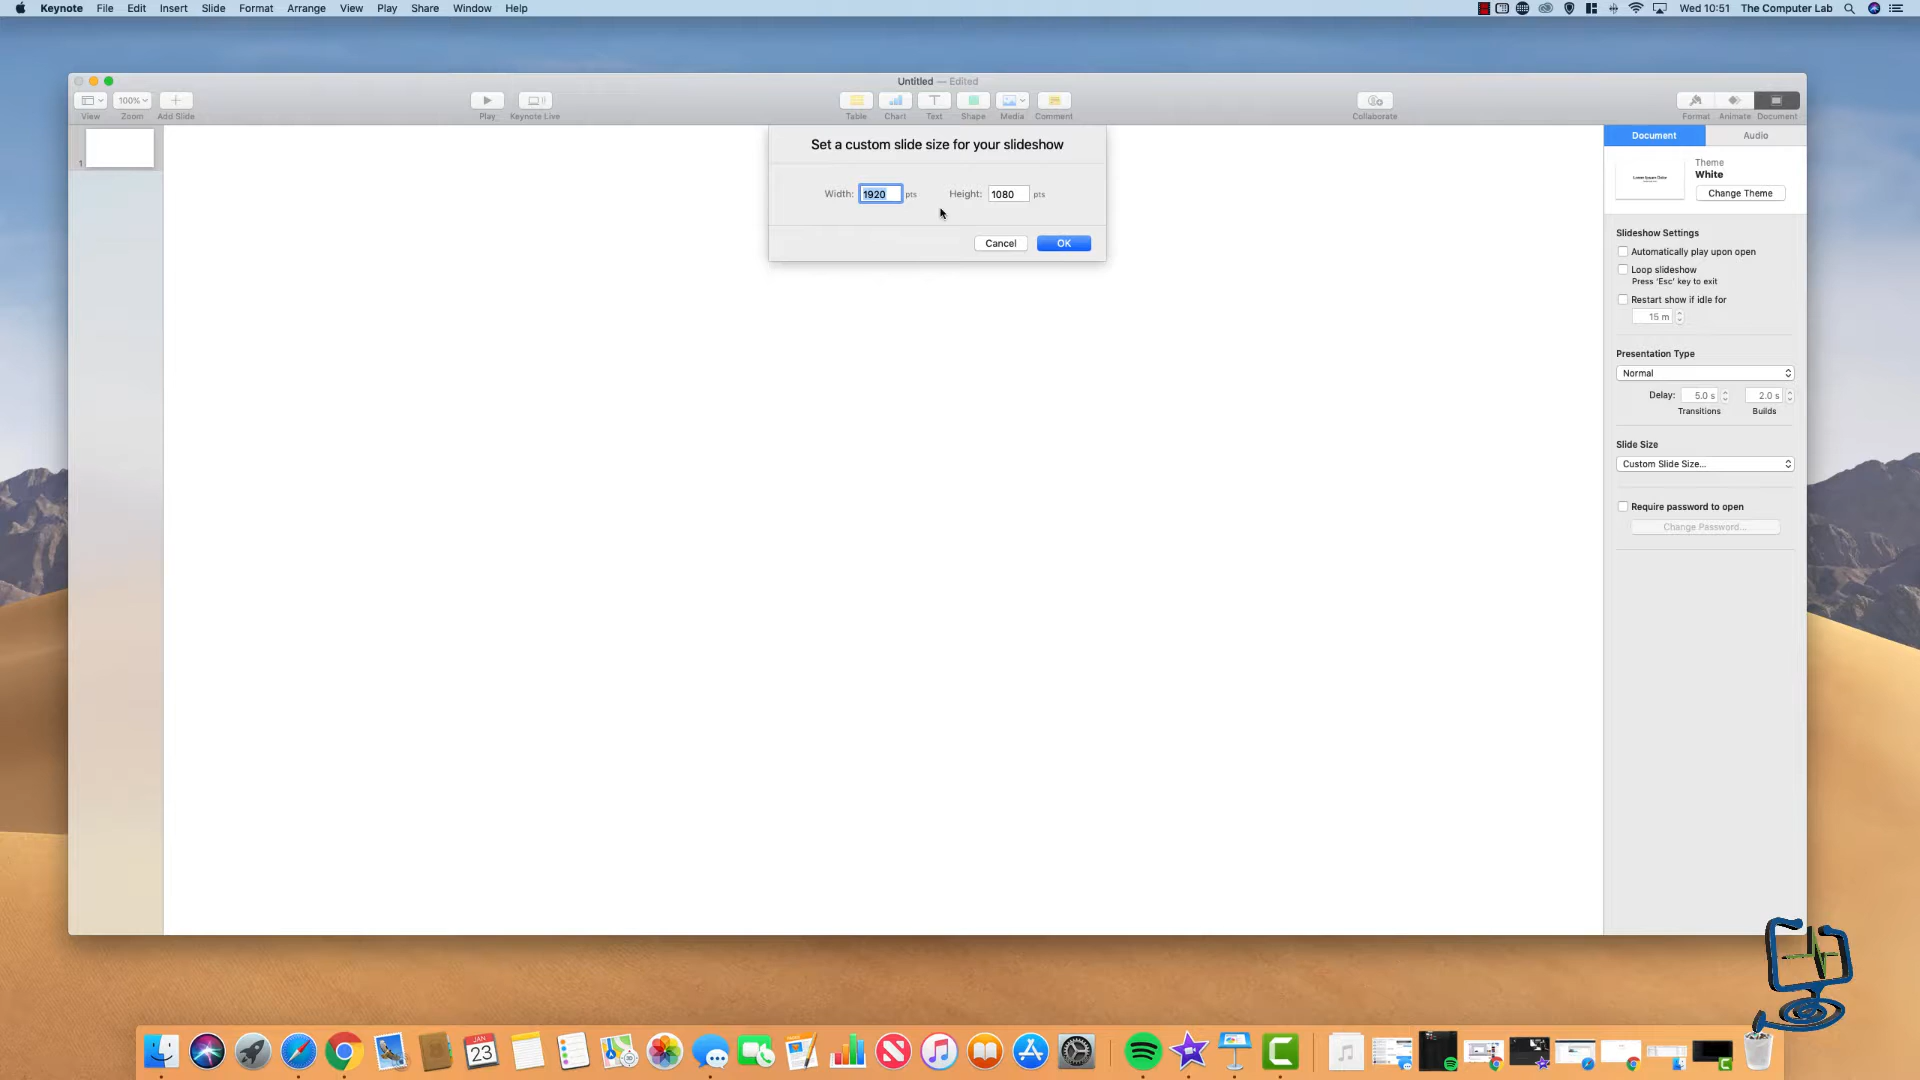 Keynote File Edit Insert Slide Format Arrange View Play Share Window Help Wed 10:51 The Computer Lab
Untitled — Edited
100%
View Zoom Add Slide Play Keynote Live Table Chart Text Shape Media Comment Collaborate Format Animate Document
Set a custom slide size for your slideshow
Width: 1920 pts Height: 1080 pts
Cancel OK
1
Document Audio
Theme
White
Change Theme
Slideshow Settings
Automatically play upon open
Loop slideshow
Press 'Esc' key to exit
Restart show if idle for
15 m
Presentation Type
Normal
Delay: 5.0 s 2.0 s
Transitions Builds
Slide Size
Custom Slide Size...
Require password to open
Change Password...
JAN
23